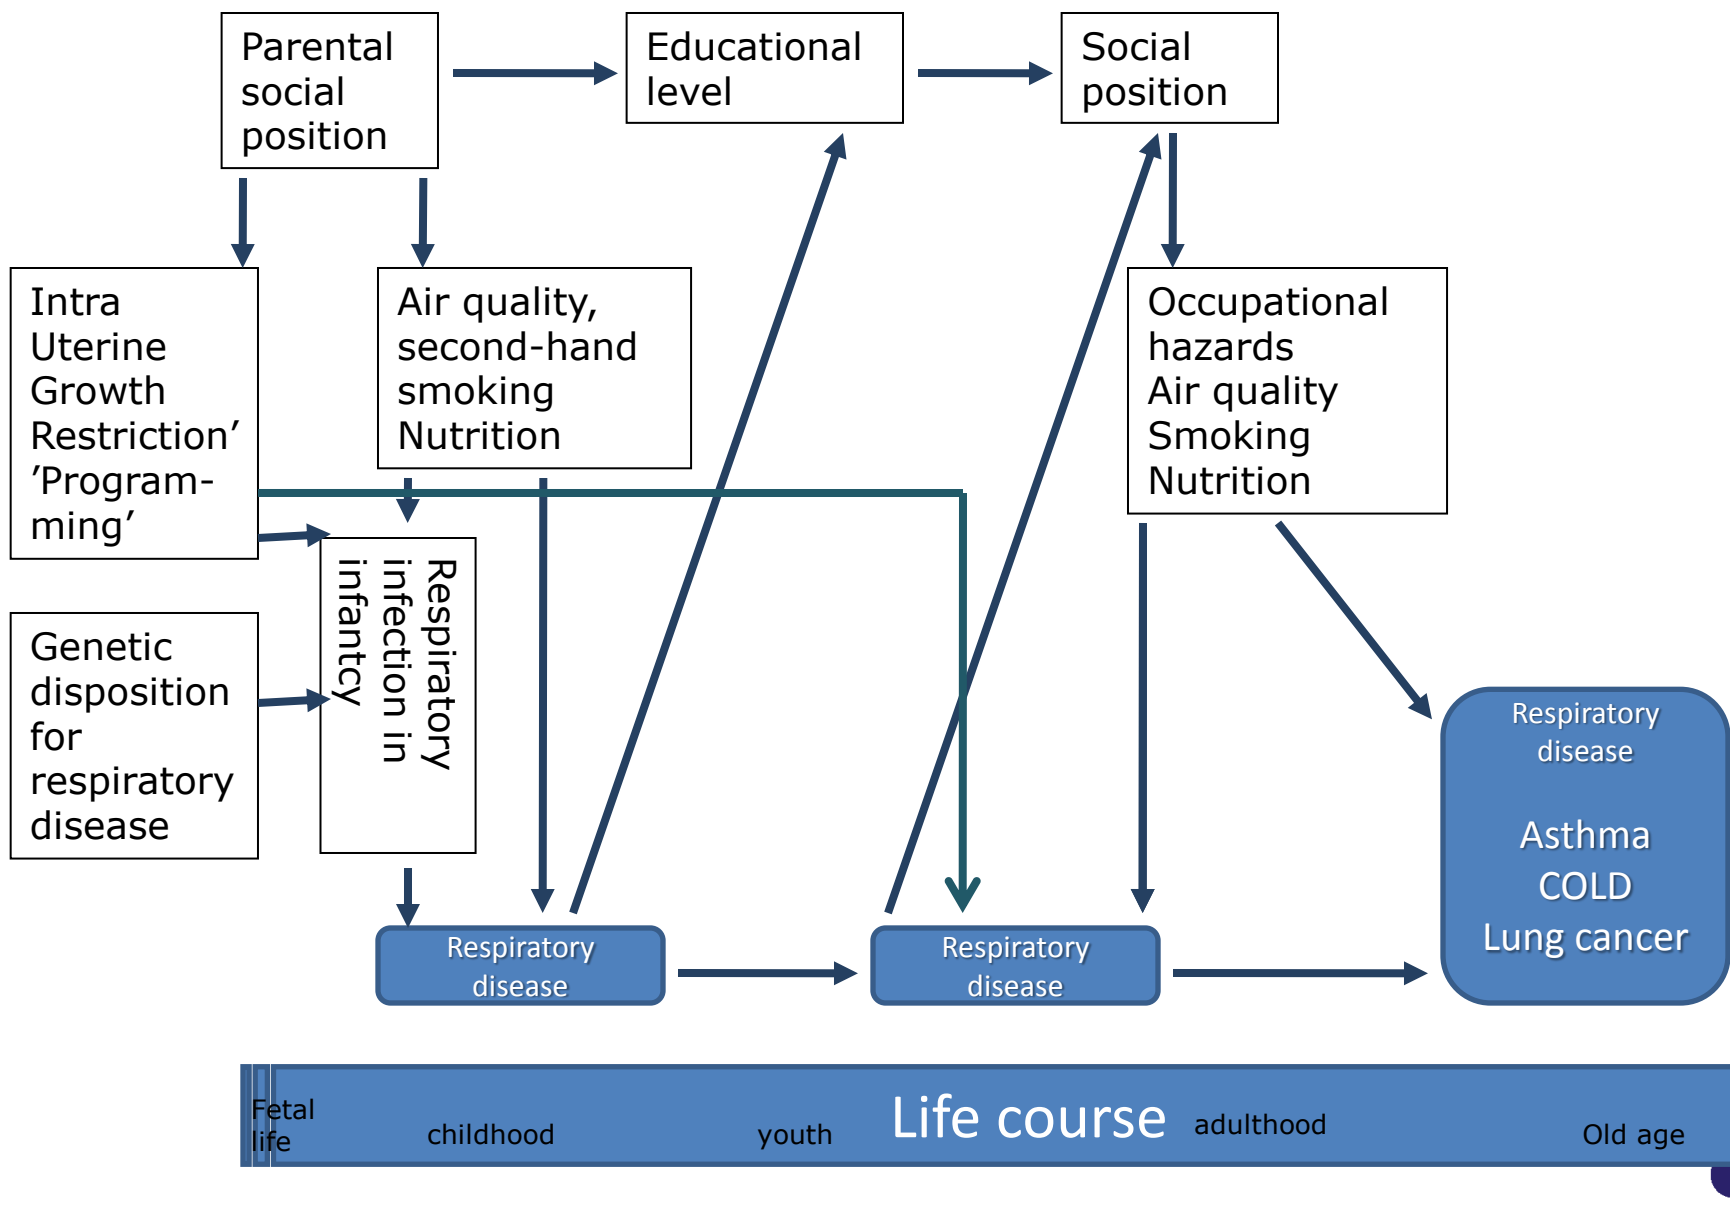 Parental
social
position
Educational
level
Social
position
Intra
Uterine
Growth
Restriction’
’Program-
ming’
Air quality,
second-hand
smoking
Nutrition
Occupational
hazards
Air quality
Smoking
Nutrition
Respiratory
infection in
infantcy
Genetic
disposition
for
respiratory
disease
Respiratory
disease
Respiratory
disease
Respiratory
disease
Asthma
COLD
Lung cancer
Fetal
life
childhood
youth
Life course
adulthood
Old age